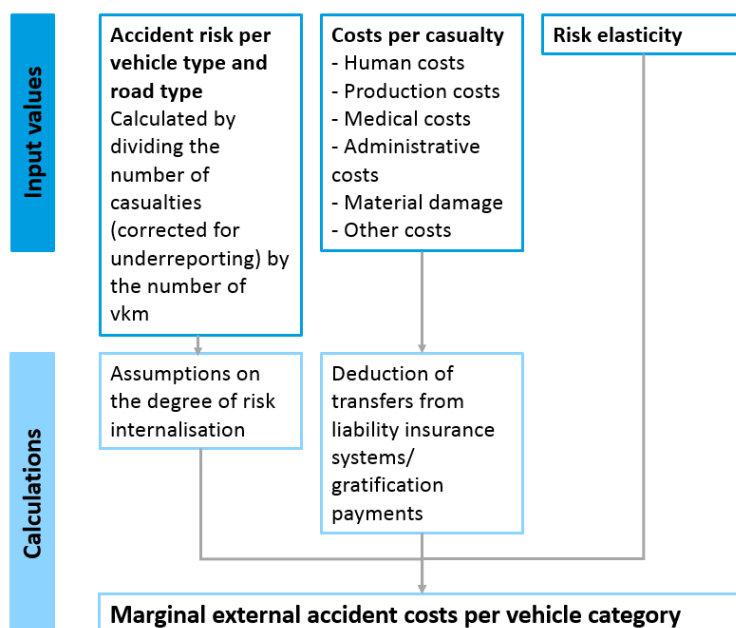 Input values
Accident risk per
vehicle type and
road type
Calculated by
dividing the
number of
casualties
(corrected for
underreporting) by
the number of
vkm
Costs per casualty
- Human costs
- Production costs
- Medical costs
- Administrative
costs
- Material damage
- Other costs
Risk elasticity
Calculations
Assumptions on
the degree of risk
internalisation
Deduction of
transfers from
liability insurance
systems/
gratification
payments
Marginal external accident costs per vehicle category